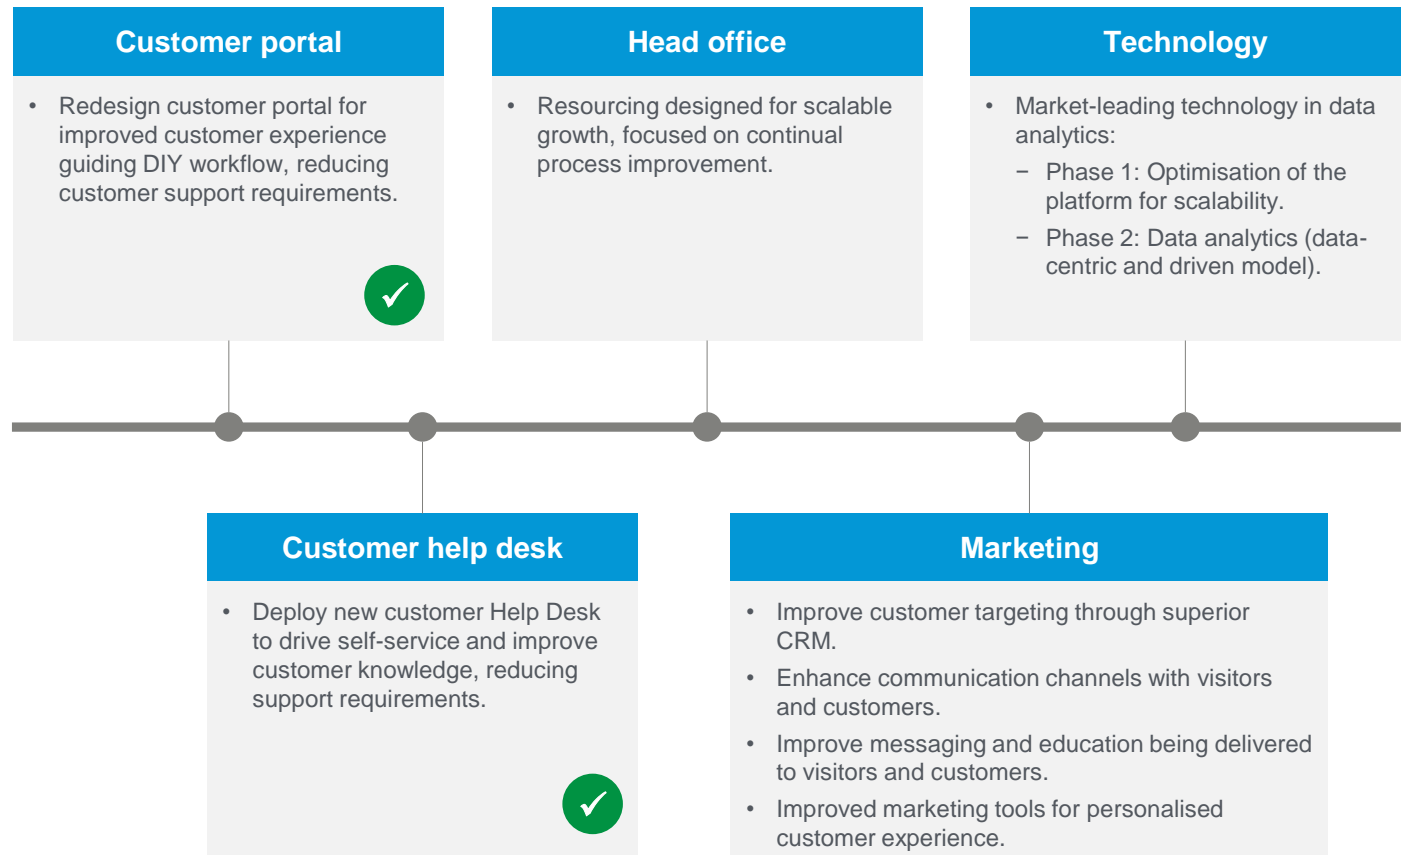 Customer portal
• Redesign customer portal for
improved customer experience
guiding DIY workflow, reducing
customer support requirements.
Head office
• Resourcing designed for scalable
growth, focused on continual
process improvement.
Technology
• Market-leading technology in data
analytics:
− Phase 1: Optimisation of the
platform for scalability.
− Phase 2: Data analytics (data-
centric and driven model).
Customer help desk
• Deploy new customer Help Desk
to drive self-service and improve
customer knowledge, reducing
support requirements.
Marketing
• Improve customer targeting through superior
CRM.
• Enhance communication channels with visitors
and customers.
• Improve messaging and education being delivered
to visitors and customers.
• Improved marketing tools for personalised
customer experience.